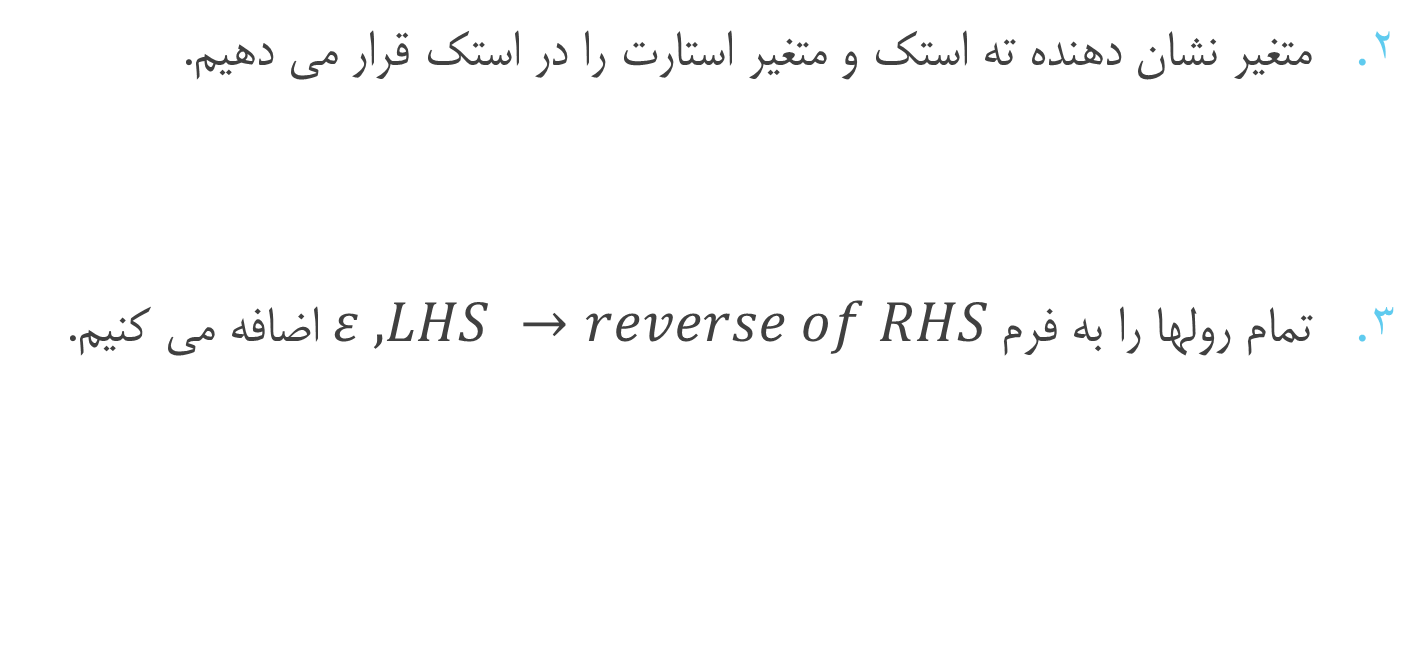 ۲. متغیر نشان دهنده ته استک و متغیر استارت را در استک قرار می دهیم.
۳. تمام رولها را به فرم ε ,LHS → reverse of RHS اضافه می کنیم.